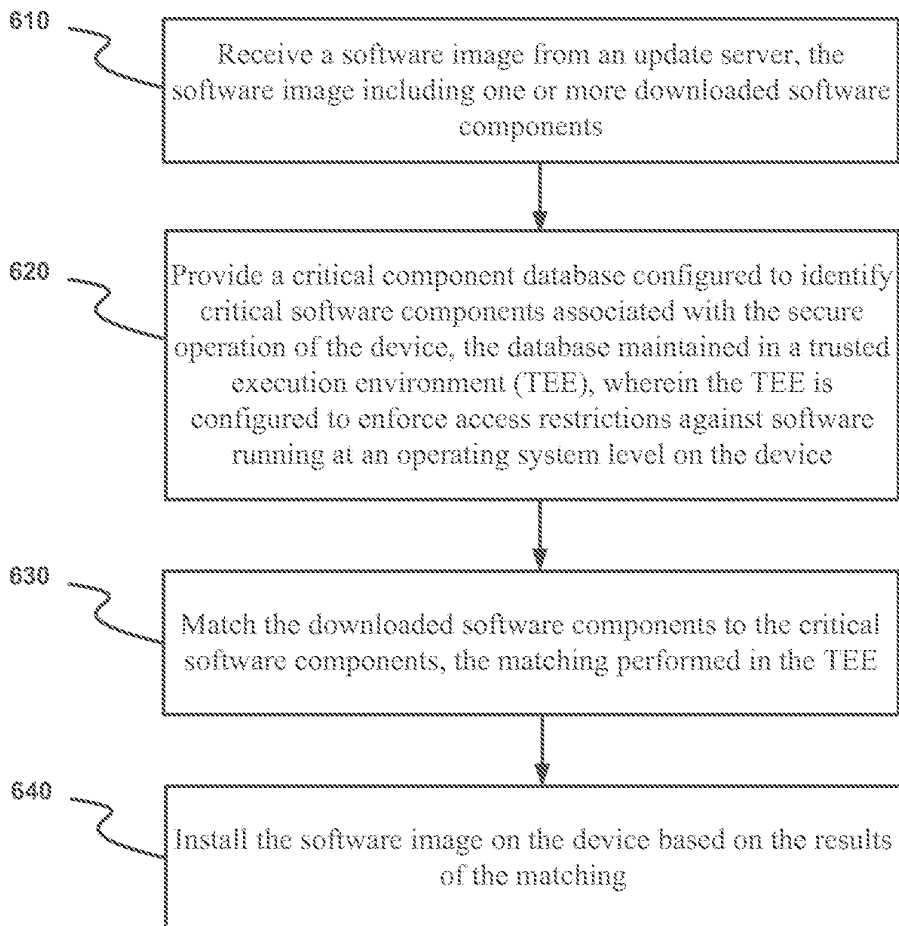 610
Receive a software image from an update server, the
software image including one or more downloaded software
components
620
Provide a critical component database configured to identify
critical software components associated with the secure
operation of the device, the database maintained in a trusted
execution environment (TEE), wherein the TEE is
configured to enforce access restrictions against software
running at an operating system level on the device
630
Match the downloaded software components to the critical
software components, the matching performed in the TEE
640
Install the software image on the device based on the results
of the matching